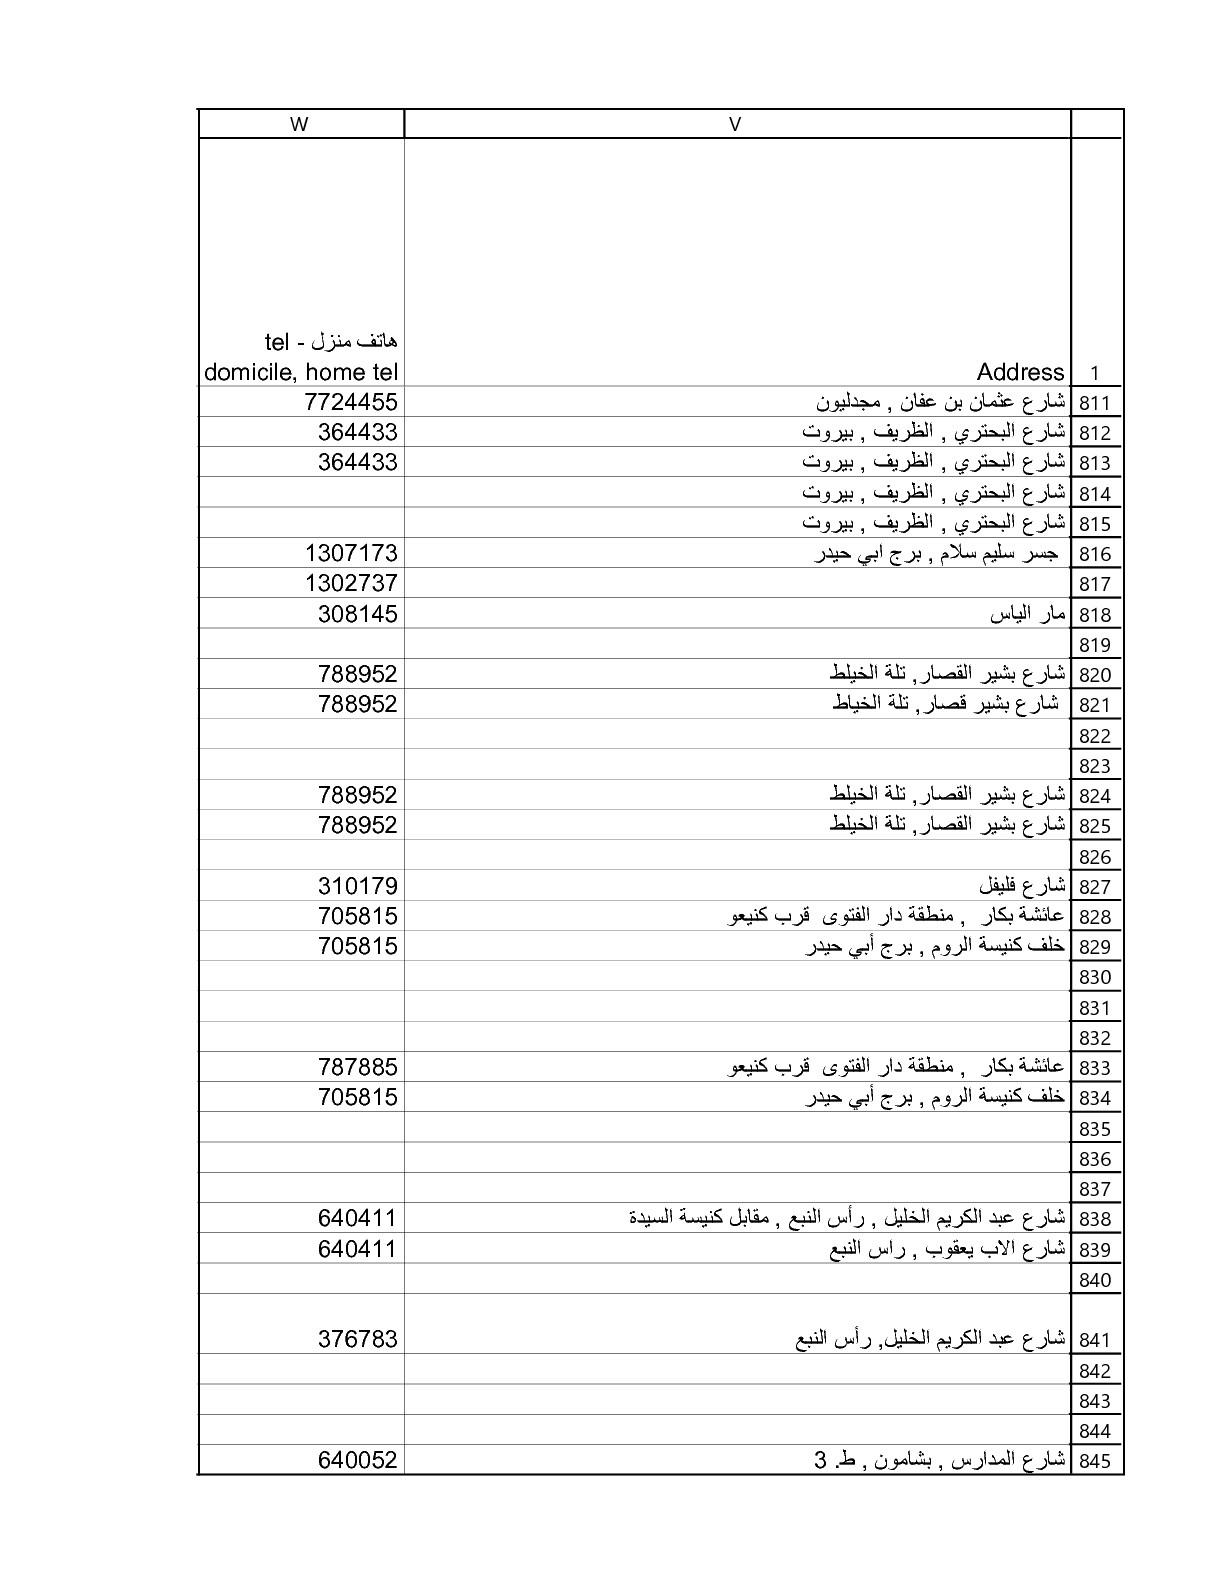 W V
هاتف منزل - tel
domicile, home tel Address 1
7724455 شارع عثمان بن عفان , مجدليون 811
364433 شارع البحتري , الظريف , بيروت 812
364433 شارع البحتري , الظريف , بيروت 813
شارع البحتري , الظريف , بيروت 814
شارع البحتري , الظريف , بيروت 815
1307173 جسر سليم سلام , برج ابي حيدر 816
1302737 817
308145 مار الياس 818
819
788952 شارع بشير القصار, تلة الخيلط 820
788952 شارع بشير قصار, تلة الخياط 821
822
823
788952 شارع بشير القصار, تلة الخيلط 824
788952 شارع بشير القصار, تلة الخيلط 825
826
310179 شارع فليفل 827
705815 عائشة بكار , منطقة دار الفتوى قرب كنيعو 828
705815 خلف كنيسة الروم , برج أبي حيدر 829
830
831
832
787885 عائشة بكار , منطقة دار الفتوى قرب كنيعو 833
705815 خلف كنيسة الروم , برج أبي حيدر 834
835
836
837
640411 شارع عبد الكريم الخليل , رأس النبع , مقابل كنيسة السيدة 838
640411 شارع الاب يعقوب , راس النبع 839
840
376783 شارع عبد الكريم الخليل, رأس النبع 841
842
843
844
640052 شارع المدارس , بشامون , ط. 3 845